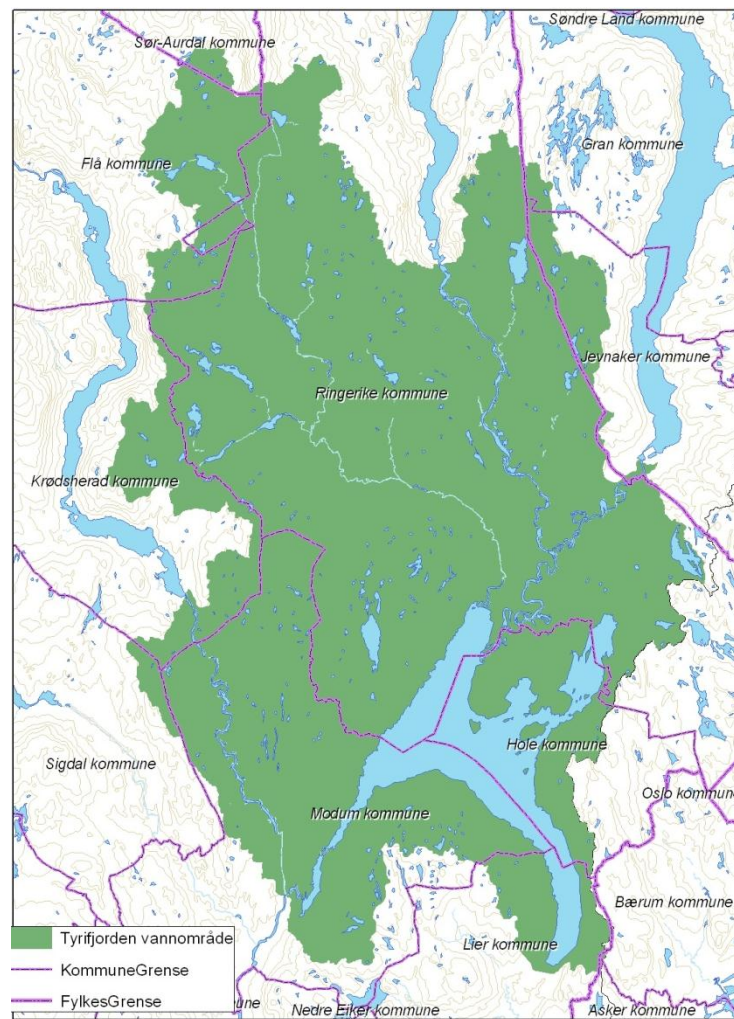 Søndre Land kommune
Sør-Aurdal kommune
Gran kommune
Flå kommune
Jevnaker kommune
Ringerike kommune
Krødsherad kommune
Hole kommune
Sigdal kommune
Oslo kommune
Modum kommune
Bærum kommune
Lier kommune
Tyrifjorden vannområde
KommuneGrense
FylkesGrense
Nedre Eiker kommune
Asker kommune